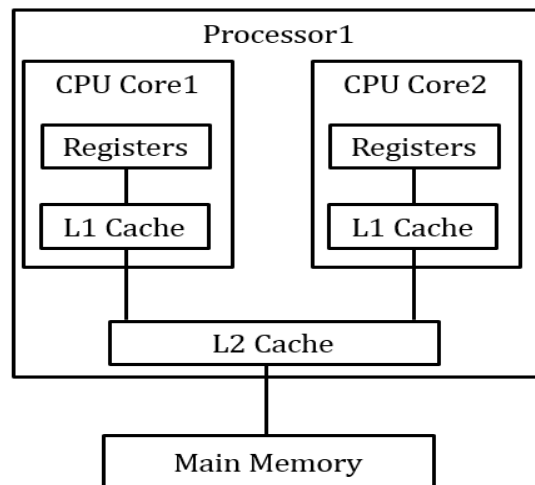 Processor1
CPU Core1
CPU Core2
Registers
Registers
L1 Cache
L1 Cache
L2 Cache
Main Memory